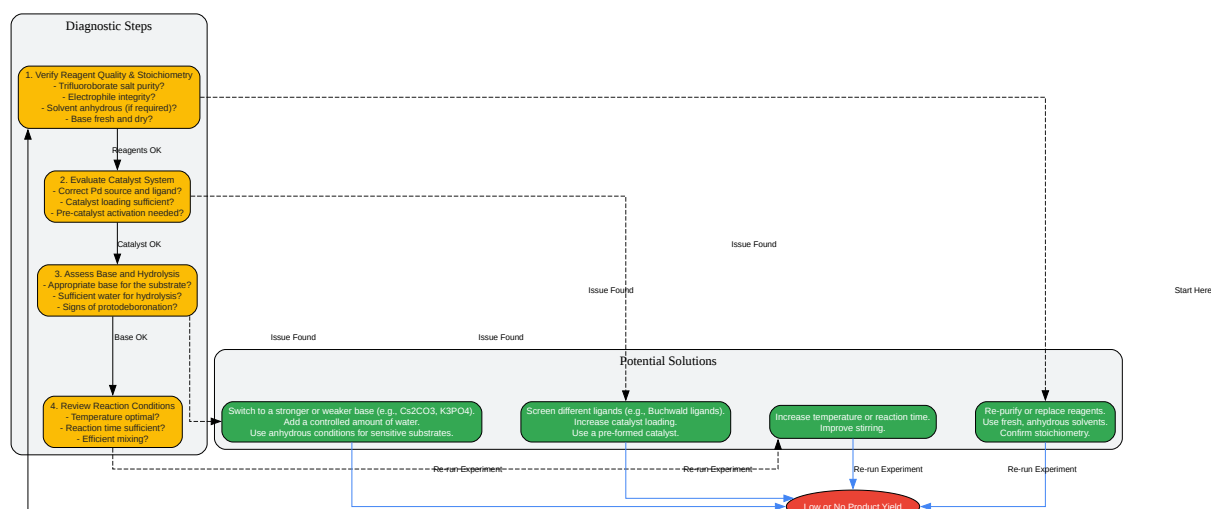 Diagnostic Steps
1. Verify Reagent Quality & Stoichiometry
- Trifluoroborate salt purity?
- Electrophile integrity?
- Solvent anhydrous (if required)?
- Base fresh and dry?
Reagents OK
2. Evaluate Catalyst System
- Correct Pd source and ligand?
- Catalyst loading sufficient?
- Pre-catalyst activation needed?
Catalyst OK
Issue Found
3. Assess Base and Hydrolysis
- Appropriate base for the substrate?
- Sufficient water for hydrolysis?
- Signs of protodeboronation?
Issue Found
Start Here
Base OK
Issue Found
Issue Found
Potential Solutions
4. Review Reaction Conditions
- Temperature optimal?
- Reaction time sufficient?
- Efficient mixing?
Switch to a stronger or weaker base (e.g., Cs2CO3, K3PO4).
Add a controlled amount of water.
Use anhydrous conditions for sensitive substrates.
Screen different ligands (e.g., Buchwald ligands).
Increase catalyst loading.
Use a pre-formed catalyst.
Increase temperature or reaction time.
Improve stirring.
Re-purify or replace reagents.
Use fresh, anhydrous solvents.
Confirm stoichiometry.
Re-run Experiment
Re-run Experiment
Re-run Experiment
Re-run Experiment
Low or No Product Yield